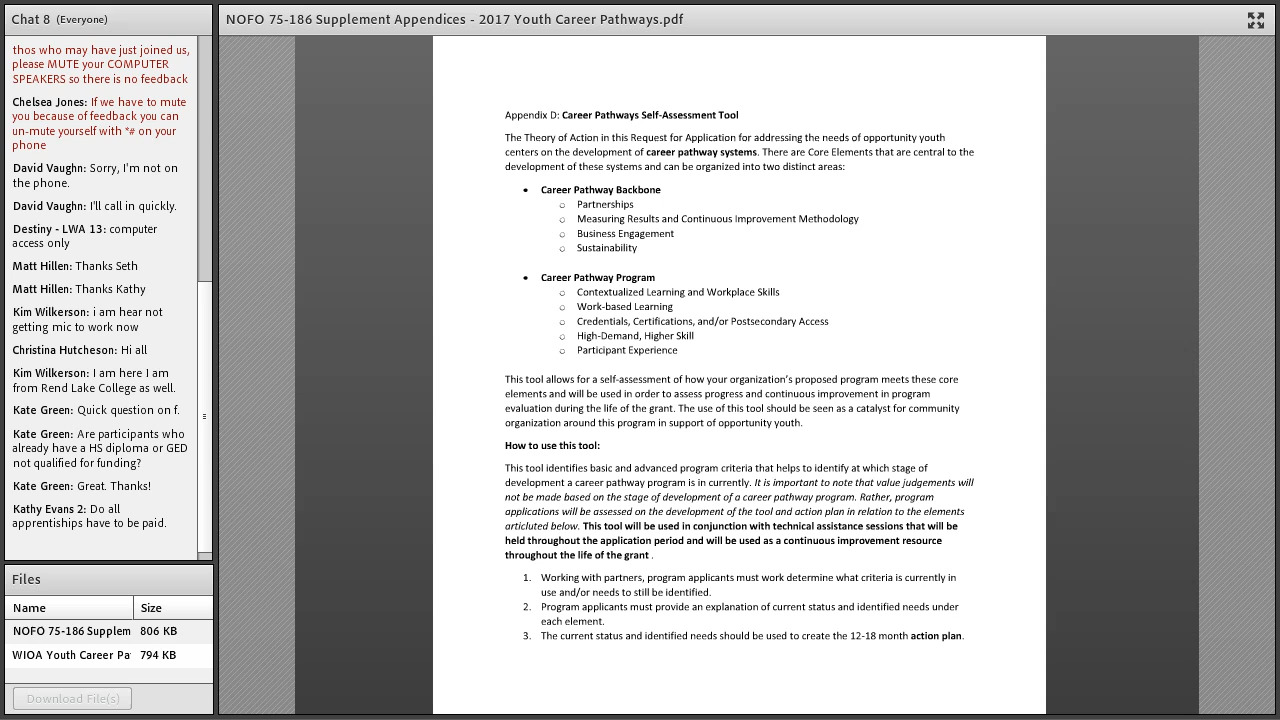 Chat 8 (Everyone)
thos who may have just joined us,
please MUTE your COMPUTER
SPEAKERS so there is no feedback
Chelsea Jones: If we have to mute
you because of feedback you can
un-mute yourself with *# on your
phone
David Vaughn: Sorry, I'm not on
the phone.
David Vaughn: I'll call in quickly.
Destiny - LWA 13: computer
access only
Matt Hillen: Thanks Seth
Matt Hillen: Thanks Kathy
Kim Wilkerson: i am hear not
getting mic to work now
Christina Hutcheson: Hi all
Kim Wilkerson: I am here I am
from Rend Lake College as well.
Kate Green: Quick question on f.
Kate Green: Are participants who
already have a HS diploma or GED
not qualified for funding?
Kate Green: Great. Thanks!
Kathy Evans 2: Do all
apprentiships have to be paid.
Files
Name Size
NOFO 75-186 Supplem 806 KB
WIOA Youth Career Pa 794 KB
Download File(s)
NOFO 75-186 Supplement Appendices - 2017 Youth Career Pathways.pdf
Appendix D: Career Pathways Self-Assessment Tool
The Theory of Action in this Request for Application for addressing the needs of opportunity youth
centers on the development of career pathway systems. There are Core Elements that are central to the
development of these systems and can be organized into two distinct areas:
• Career Pathway Backbone
○ Partnerships
○ Measuring Results and Continuous Improvement Methodology
○ Business Engagement
○ Sustainability
• Career Pathway Program
○ Contextualized Learning and Workplace Skills
○ Work-based Learning
○ Credentials, Certifications, and/or Postsecondary Access
○ High-Demand, Higher Skill
○ Participant Experience
This tool allows for a self-assessment of how your organization's proposed program meets these core
elements and will be used in order to assess progress and continuous improvement in program
evaluation during the life of the grant. The use of this tool should be seen as a catalyst for community
organization around this program in support of opportunity youth.
How to use this tool:
This tool identifies basic and advanced program criteria that helps to identify at which stage of
development a career pathway program is in currently. It is important to note that value judgements will
not be made based on the stage of development of a career pathway program. Rather, program
applications will be assessed on the development of the tool and action plan in relation to the elements
articluted below. This tool will be used in conjunction with technical assistance sessions that will be
held throughout the application period and will be used as a continuous improvement resource
throughout the life of the grant .
1. Working with partners, program applicants must work determine what criteria is currently in
use and/or needs to still be identified.
2. Program applicants must provide an explanation of current status and identified needs under
each element.
3. The current status and identified needs should be used to create the 12-18 month action plan.